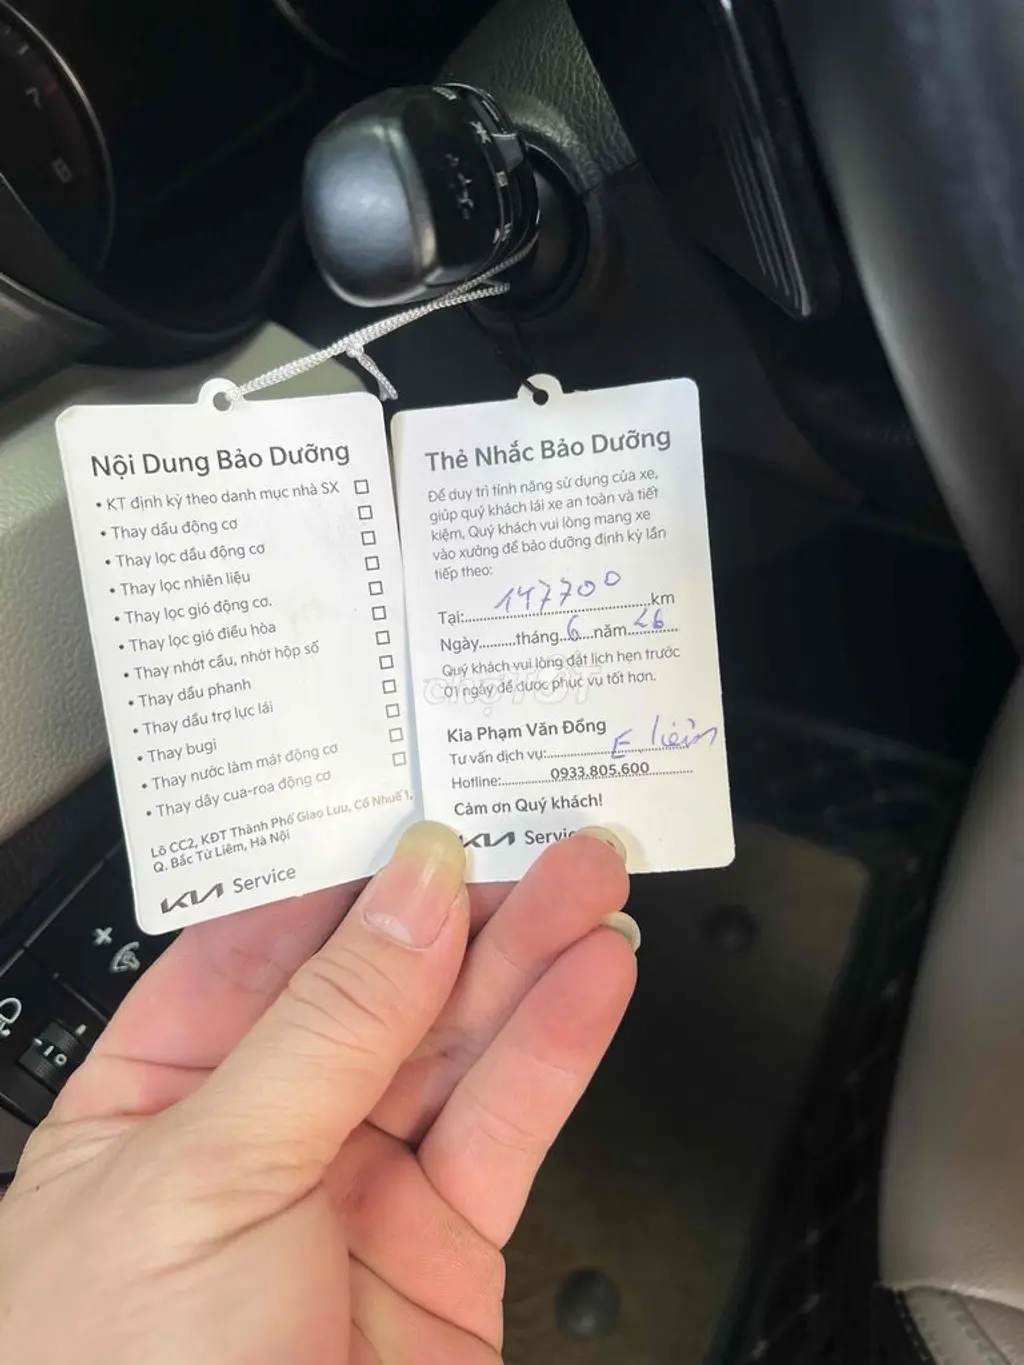 Nội Dung Bảo Dưỡng
• KT định kỳ theo danh mục nhà SX
• Thay dầu động cơ
• Thay lọc dầu động cơ
• Thay lọc nhiên liệu
• Thay lọc gió động cơ.
• Thay lọc gió điều hòa
• Thay nhớt cầu, nhớt hộp số
• Thay dầu phanh
• Thay dầu trợ lực lái
• Thay bugi
• Thay nước làm mát động cơ
• Thay dây cua-roa động cơ
Lô CC2, KĐT Thành Phố Giao Lưu, Cổ Nhuế 1,
Q. Bắc Từ Liêm, Hà Nội
KIA Service
Thẻ Nhắc Bảo Dưỡng
Để duy trì tính năng sử dụng của xe,
giúp quý khách lái xe an toàn và tiết
kiệm, Quý khách vui lòng mang xe
vào xưởng để bảo dưỡng định kỳ lần
tiếp theo:
Tại: 147700 km
Ngày.........tháng 6 năm 26
Quý khách vui lòng đặt lịch hẹn trước
01 ngày để được phục vụ tốt hơn.
chợTỐT
Kia Phạm Văn Đồng
Tư vấn dịch vụ: E
Hotline: 0933.805.600
Cảm ơn Quý khách!
KIA Service